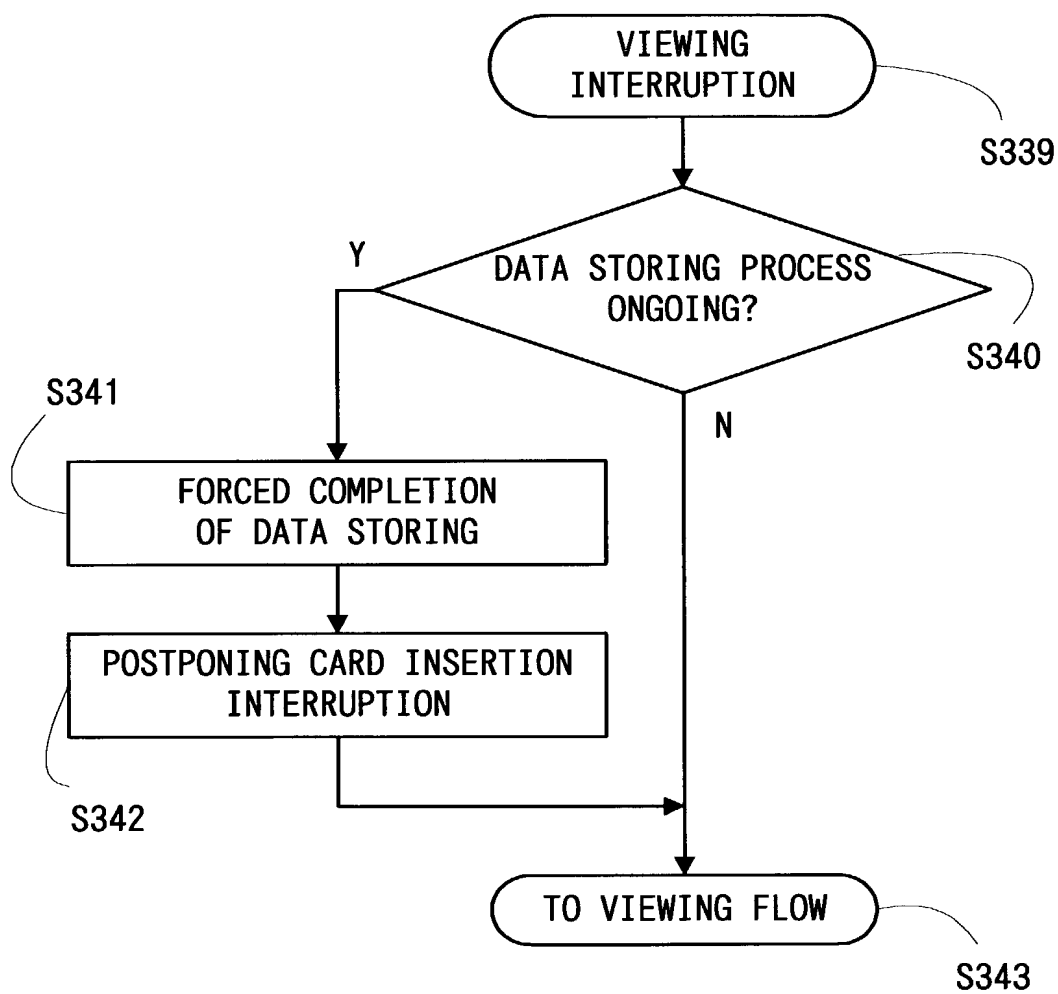 VIEWING
INTERRUPTION
S339
Y
DATA STORING PROCESS
ONGOING?
S340
S341
N
FORCED COMPLETION
OF DATA STORING
POSTPONING CARD INSERTION
INTERRUPTION
S342
TO VIEWING FLOW
S343